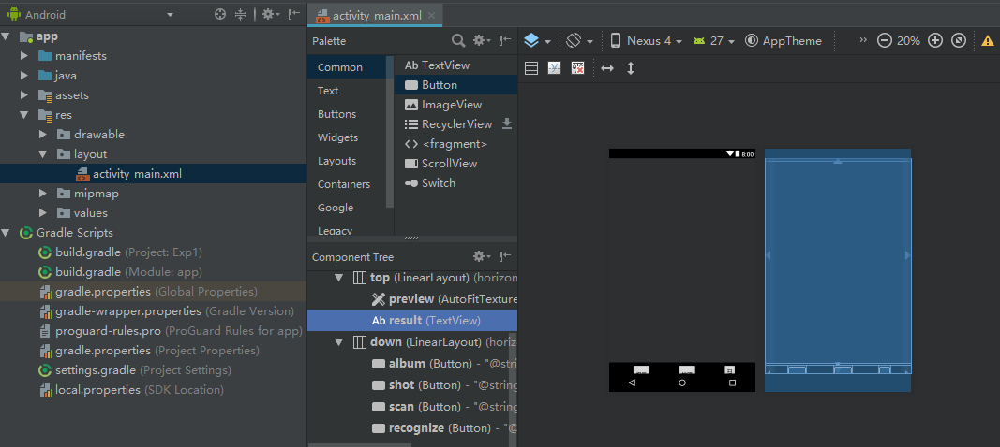 Android
app
manifests
java
assets
res
drawable
layout
activity_main.xml
mipmap
values
Gradle Scripts
build.gradle (Project: Exp1)
build.gradle (Module: app)
gradle.properties (Global Properties)
gradle-wrapper.properties (Gradle Version)
proguard-rules.pro (ProGuard Rules for app)
gradle.properties (Project Properties)
settings.gradle (Project Settings)
local.properties (SDK Location)
activity_main.xml
Palette
Common
Text
Buttons
Widgets
Layouts
Containers
Google
Legacy
Ab TextView
Button
ImageView
RecyclerView
<fragment>
ScrollView
Switch
Component Tree
top (LinearLayout) (horizon
preview (AutoFitTexture
Ab result (TextView)
down (LinearLayout) (horiz
album (Button) - "@string
shot (Button) - "@string
scan (Button) - "@string
recognize (Button) - "@str
Nexus 4
27
AppTheme
20%
8:00